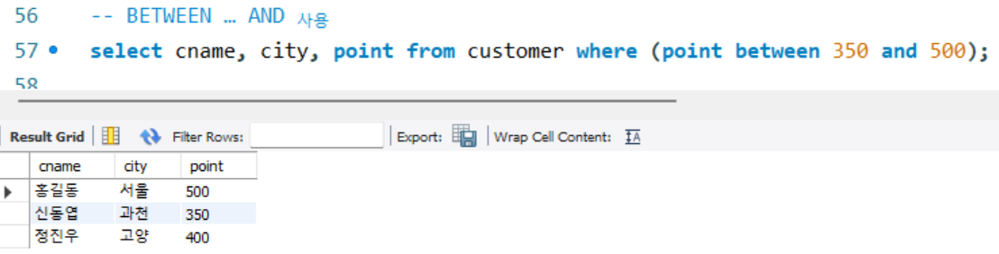 56 -- BETWEEN … AND 사용
57 select cname, city, point from customer where (point between 350 and 500);
58
Result Grid Filter Rows: Export: Wrap Cell Content: IA
cname city point
홍길동 서울 500
신동엽 과천 350
정진우 고양 400